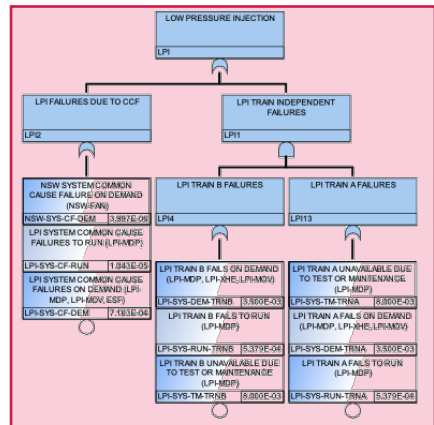 LOW PRESSURE INJECTION
LPI
LPI FAILURES DUE TO CCF
LPI2
LPI TRAIN INDEPENDENT
FAILURES
LPI1
NSW SYSTEM COMMON
CAUSE FAILURE ON DEMAND
(NSW-FAN)
NSW-SYS-CF-DEM 3.997E-06
LPI SYSTEM COMMON CAUSE
FAILURES TO RUN (LPI-MDP)
LPI-SYS-CF-RUN 1.043E-05
LPI SYSTEM COMMON CAUSE
FAILURES ON DEMAND (LPI-
MDP, LPI-MOV, ESF)
LPI-SYS-CF-DEM 7.183E-04
LPI TRAIN B FAILURES
LPI4
LPI TRAIN B FAILS ON DEMAND
(LPI-MDP, LPI-XHE, LPI-MOV)
LPI-SYS-DEM-TRNB 3.500E-03
LPI TRAIN B FAILS TO RUN
(LPI-MDP)
LPI-SYS-RUN-TRNB 5.379E-04
LPI TRAIN B UNAVAILABLE DUE
TO TEST OR MAINTENANCE
(LPI-MDP)
LPI-SYS-TM-TRNB 8.000E-03
LPI TRAIN A FAILURES
LPI13
LPI TRAIN A UNAVAILABLE DUE
TO TEST OR MAINTENANCE
(LPI-MDP)
LPI-SYS-TM-TRNA 8.000E-03
LPI TRAIN A FAILS ON DEMAND
(LPI-MDP, LPI-XHE, LPI-MOV)
LPI-SYS-DEM-TRNA 3.500E-03
LPI TRAIN A FAILS TO RUN
(LPI-MDP)
LPI-SYS-RUN-TRNA 5.379E-04